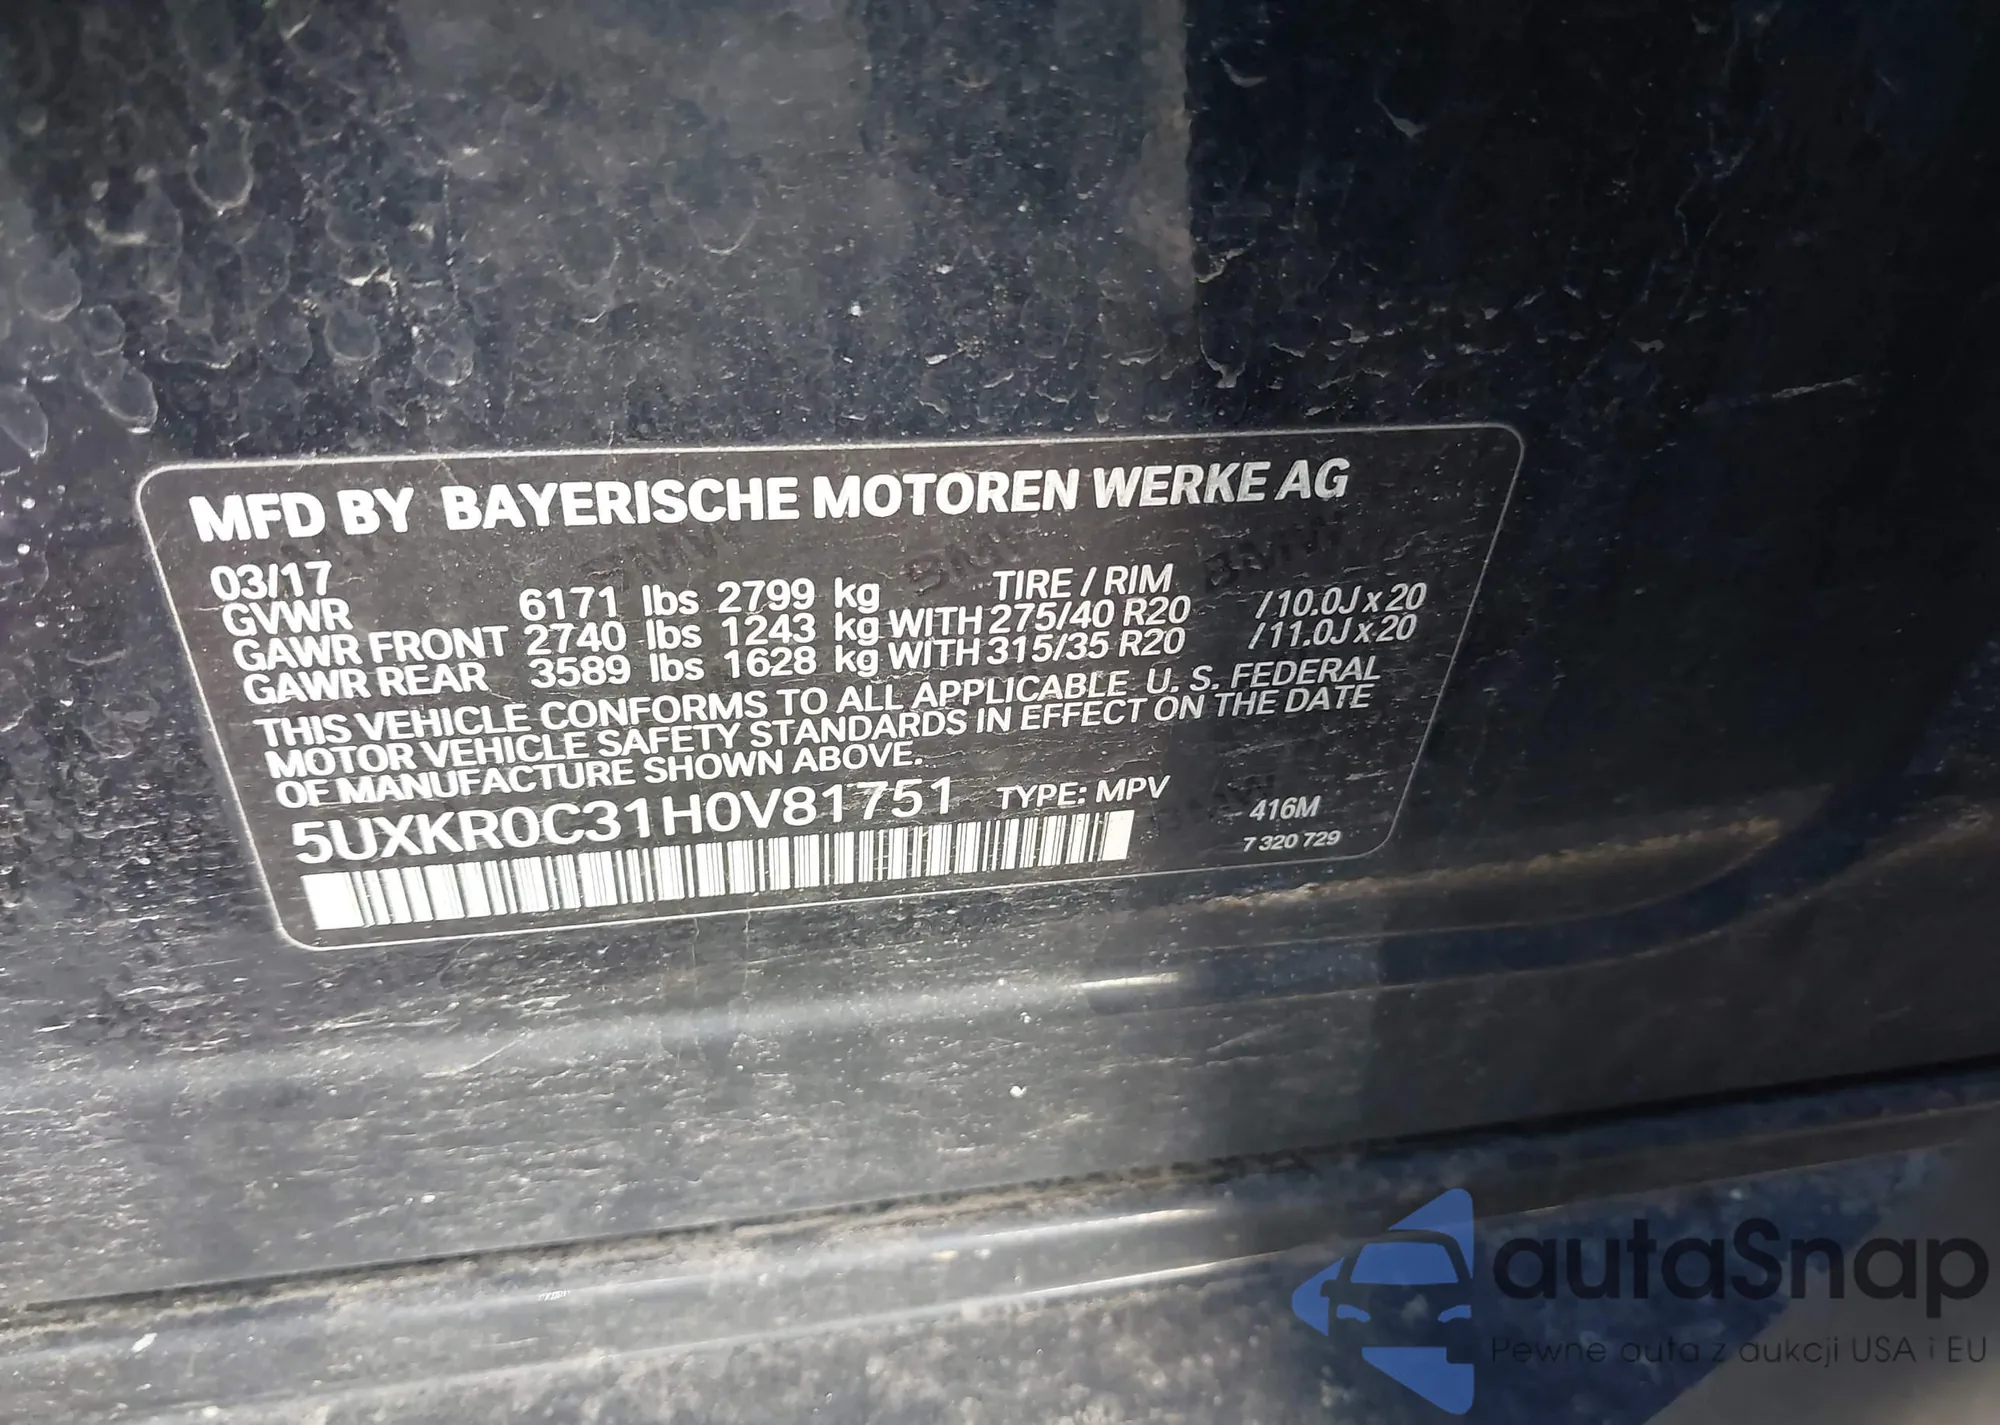 MFD BY BAYERISCHE MOTOREN WERKE AG
03/17 TIRE / RIM
GVWR 6171 lbs 2799 kg
GAWR FRONT 2740 lbs 1243 kg WITH 275/40 R20 /10.0J x 20
GAWR REAR 3589 lbs 1628 kg WITH 315/35 R20 /11.0J x 20
THIS VEHICLE CONFORMS TO ALL APPLICABLE U. S. FEDERAL
MOTOR VEHICLE SAFETY STANDARDS IN EFFECT ON THE DATE
OF MANUFACTURE SHOWN ABOVE.
5UXKR0C31H0V81751 TYPE: MPV 416M
7 320 729
autaSnap
Pewne auta z aukcji USA i EU